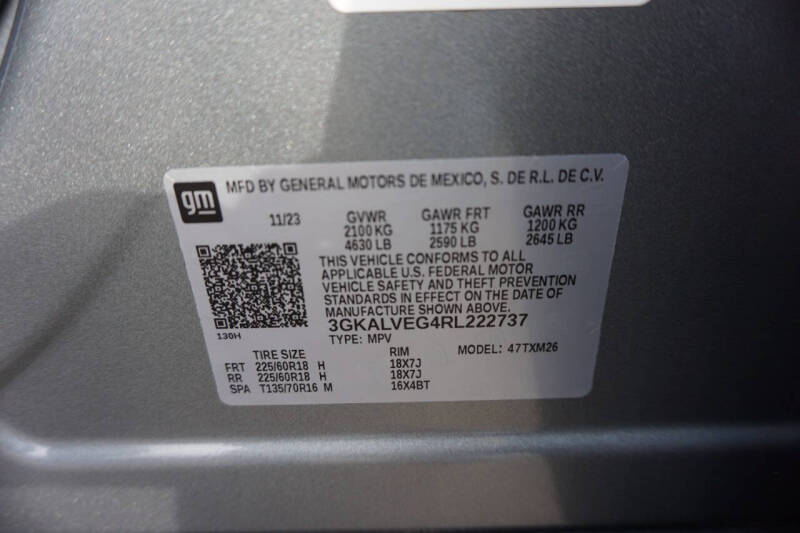 gm MFD BY GENERAL MOTORS DE MEXICO, S. DE R.L. DE C.V.
11/23 GVWR GAWR FRT GAWR RR
2100 KG 1175 KG 1200 KG
4630 LB 2590 LB 2645 LB
THIS VEHICLE CONFORMS TO ALL
APPLICABLE U.S. FEDERAL MOTOR
VEHICLE SAFETY AND THEFT PREVENTION
STANDARDS IN EFFECT ON THE DATE OF
MANUFACTURE SHOWN ABOVE.
3GKALVEG4RL222737
130H
TYPE: MPV MODEL: 47TXM26
TIRE SIZE RIM
FRT 225/60R18 H 18X7J
RR 225/60R18 H 18X7J
SPA T135/70R16 M 16X4BT